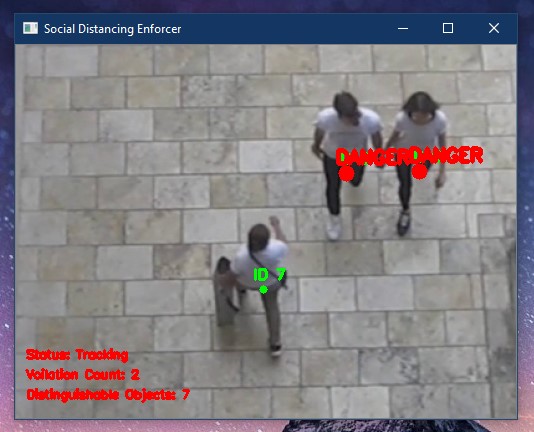 Social Distancing Enforcer
DANGER DANGER
ID 7
Status: Tracking
Voilation Count: 2
Distinguishable Objects: 7